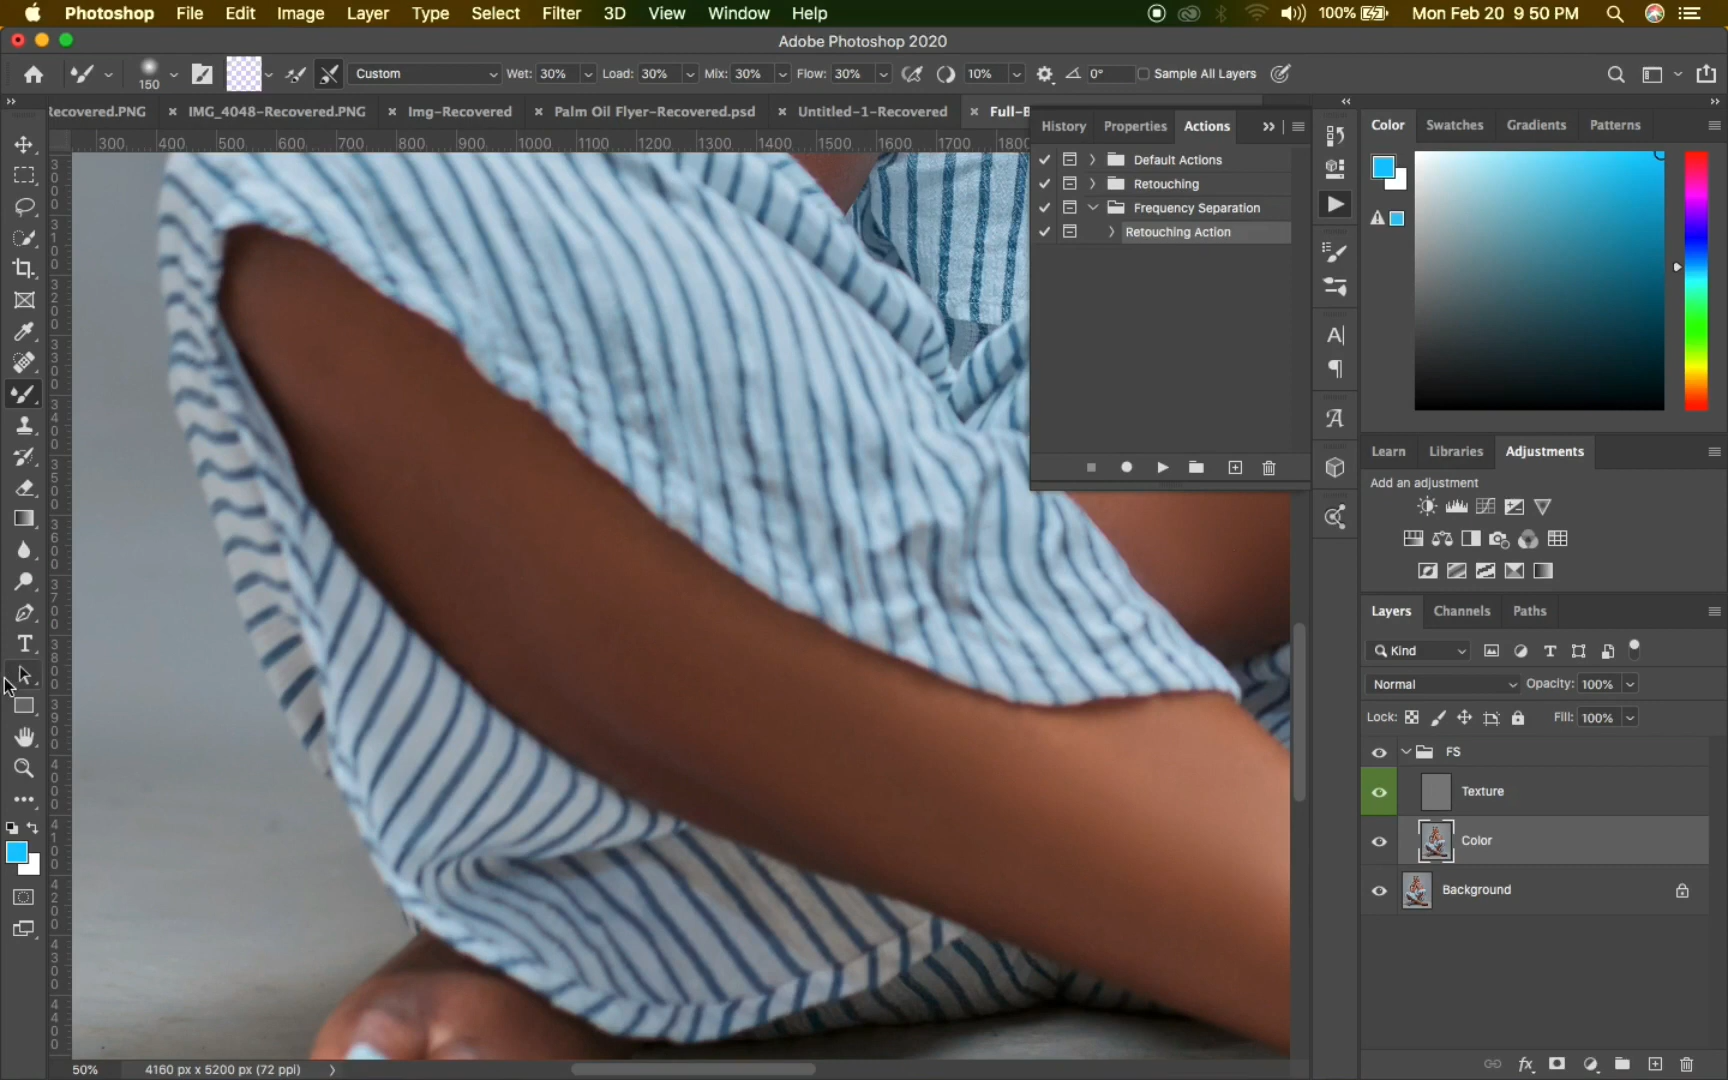 Photoshop File Edit Image Layer Type Select Filter 3D View Window Help 100% Mon Feb 20 9:50 PM
Adobe Photoshop 2020
150 Custom Wet: 30% Load: 30% Mix: 30% Flow: 30% 10% 0° Sample All Layers
Recovered.PNG × IMG_4048-Recovered.PNG × Img-Recovered × Palm Oil Flyer-Recovered.psd × Untitled-1-Recovered × Full-B
300 400 500 600 700 800 900 1000 1100 1200 1300 1400 1500 1600 1700 1800
History Properties Actions
Default Actions
Retouching
Frequency Separation
Retouching Action
Color Swatches Gradients Patterns
Learn Libraries Adjustments
Add an adjustment
Layers Channels Paths
Kind
Normal Opacity: 100%
Lock: Fill: 100%
FS
Texture
Color
Background
50% 4160 px x 5200 px (72 ppi)